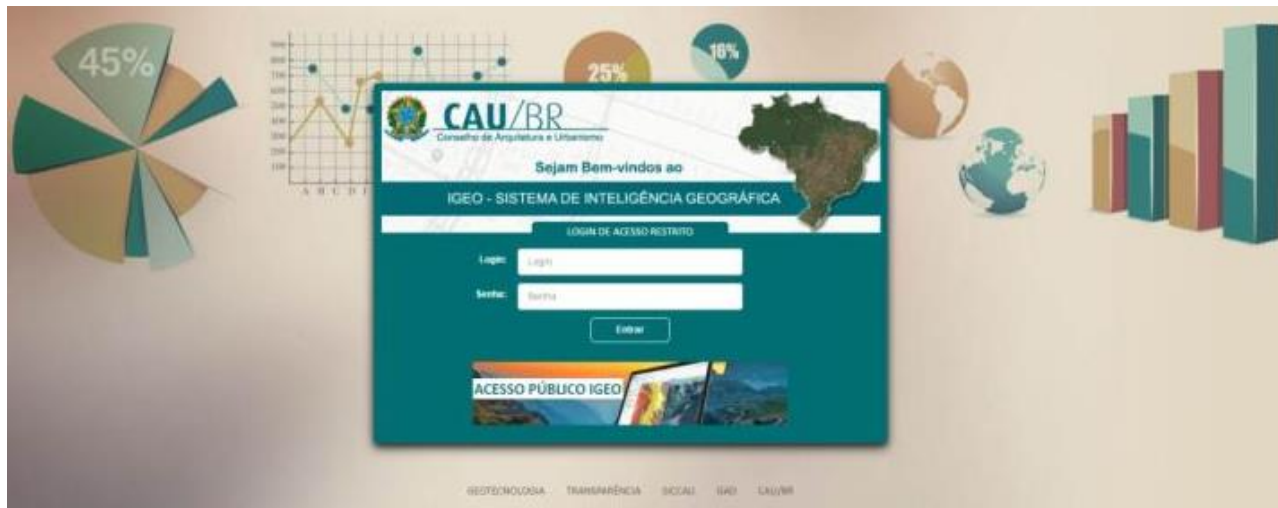 45%
25%
16%
CAU/BR
Conselho de Arquitetura e Urbanismo
Sejam Bem-vindos ao
IGEO - SISTEMA DE INTELIGÊNCIA GEOGRÁFICA
LOGIN DE ACESSO RESTRITO
Login: Login
Senha: Senha
Entrar
ACESSO PÚBLICO IGEO
GEOTECNOLOGIA TRANSPARÊNCIA SICCAU IGEO CAU/BR